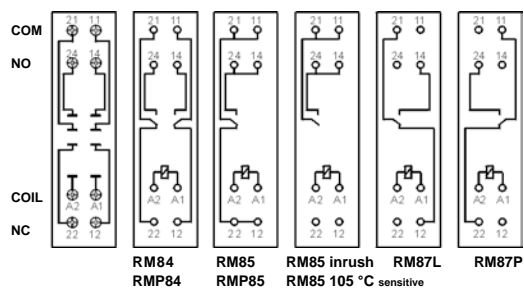 21 11 21 11 21 11 21 11 21 11 21 11
COM
24 14 24 14 24 14 24 14 24 14 24 14
NO
COIL
A2 A1 A2 A1 A2 A1 A2 A1 A2 A1 A2 A1
NC
22 12 22 12 22 12 22 12 22 12 22 12
RM84 RM85 RM85 inrush RM87L RM87P
RMP84 RMP85 RM85 105 °C sensitive